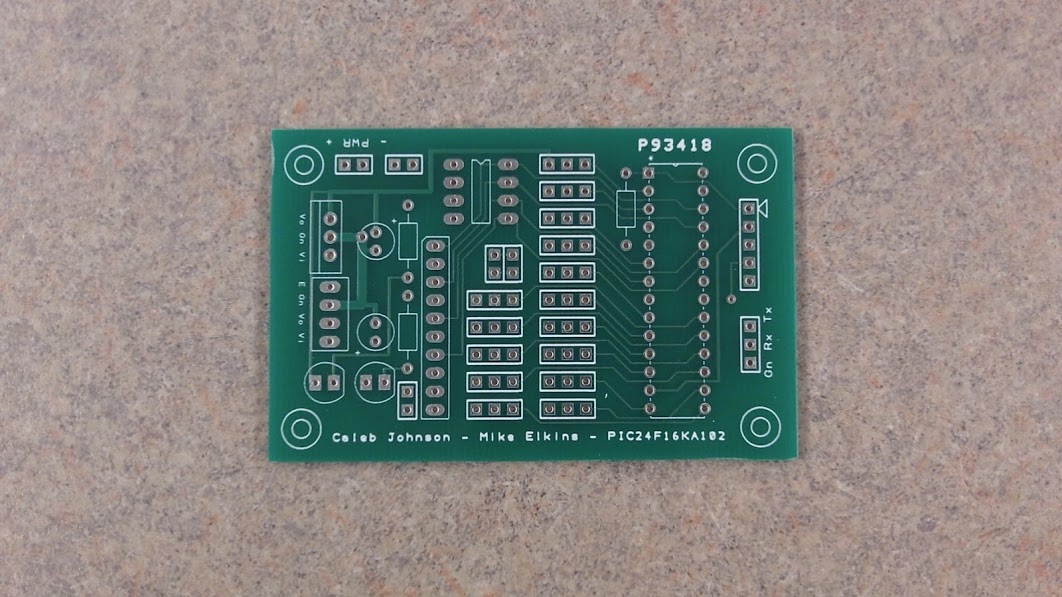 + PWR -
P93418
Vo Gn Vi
E Gn Vo Vi
Gn Rx Tx
Caleb Johnson - Mike Elkins - PIC24F16KA102